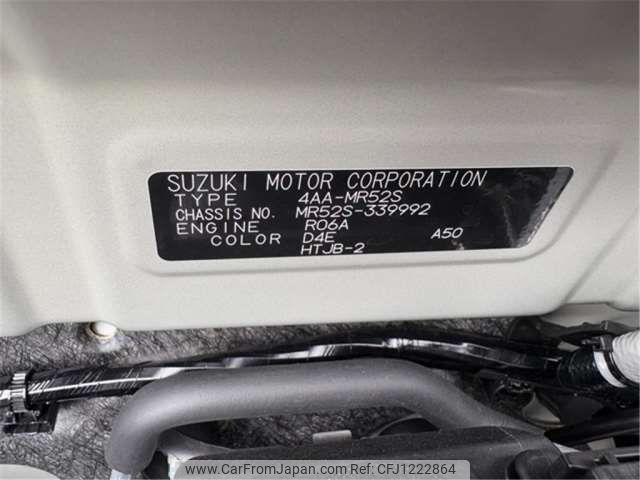 SUZUKI MOTOR CORPORATION
TYPE 4AA-MR52S
CHASSIS NO. MR52S-339992
ENGINE R06A
COLOR D4E A50
HTJB-2
www.CarFromJapan.com | CFJ1222864